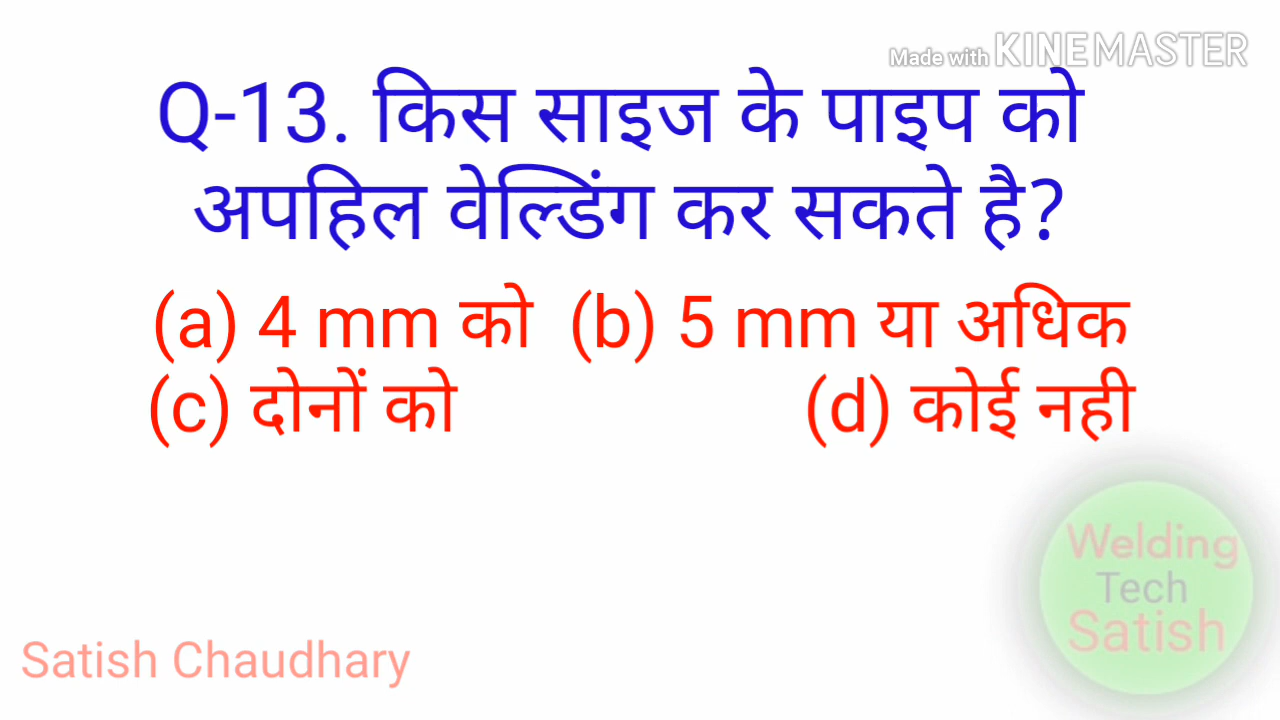 Made with KINEMASTER
Q-13. किस साइज के पाइप को
अपहिल वेल्डिंग कर सकते है?
(a) 4 mm को (b) 5 mm या अधिक
(c) दोनों को (d) कोई नही
Welding
Tech
Satish
Satish Chaudhary